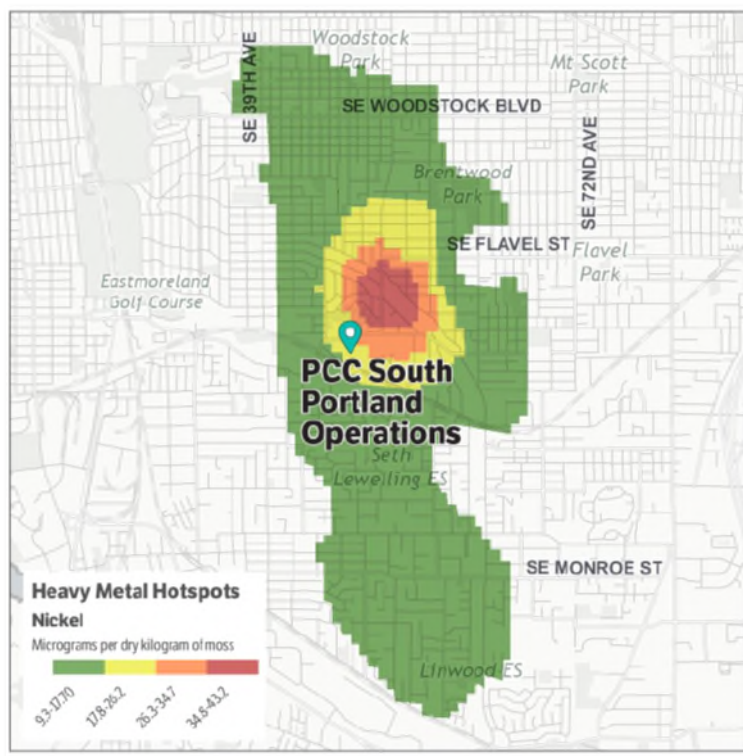 Woodstock
Park
Mt Scott
Park
SE 39TH AVE
SE WOODSTOCK BLVD
SE 72ND AVE
Brentwood
Park
SE FLAVEL ST
Flavel
Park
Eastmoreland
Golf Course
PCC South
Portland
Operations
Seth
Lewelling ES
SE MONROE ST
Linwood ES
Heavy Metal Hotspots
Nickel
Micrograms per dry kilogram of moss
9.3-17.70
17.8-26.2
26.3-34.7
34.8-43.2